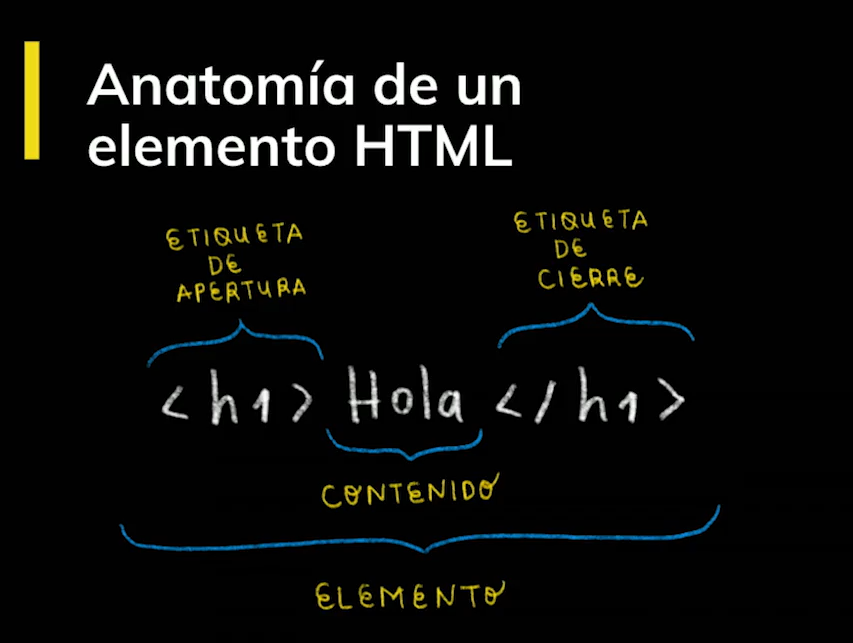 Anatomía de un
elemento HTML
ETIQUETA
DE
APERTURA
ETIQUETA
DE
CIERRE
<h1> Hola </h1>
CONTENIDO
ELEMENTO